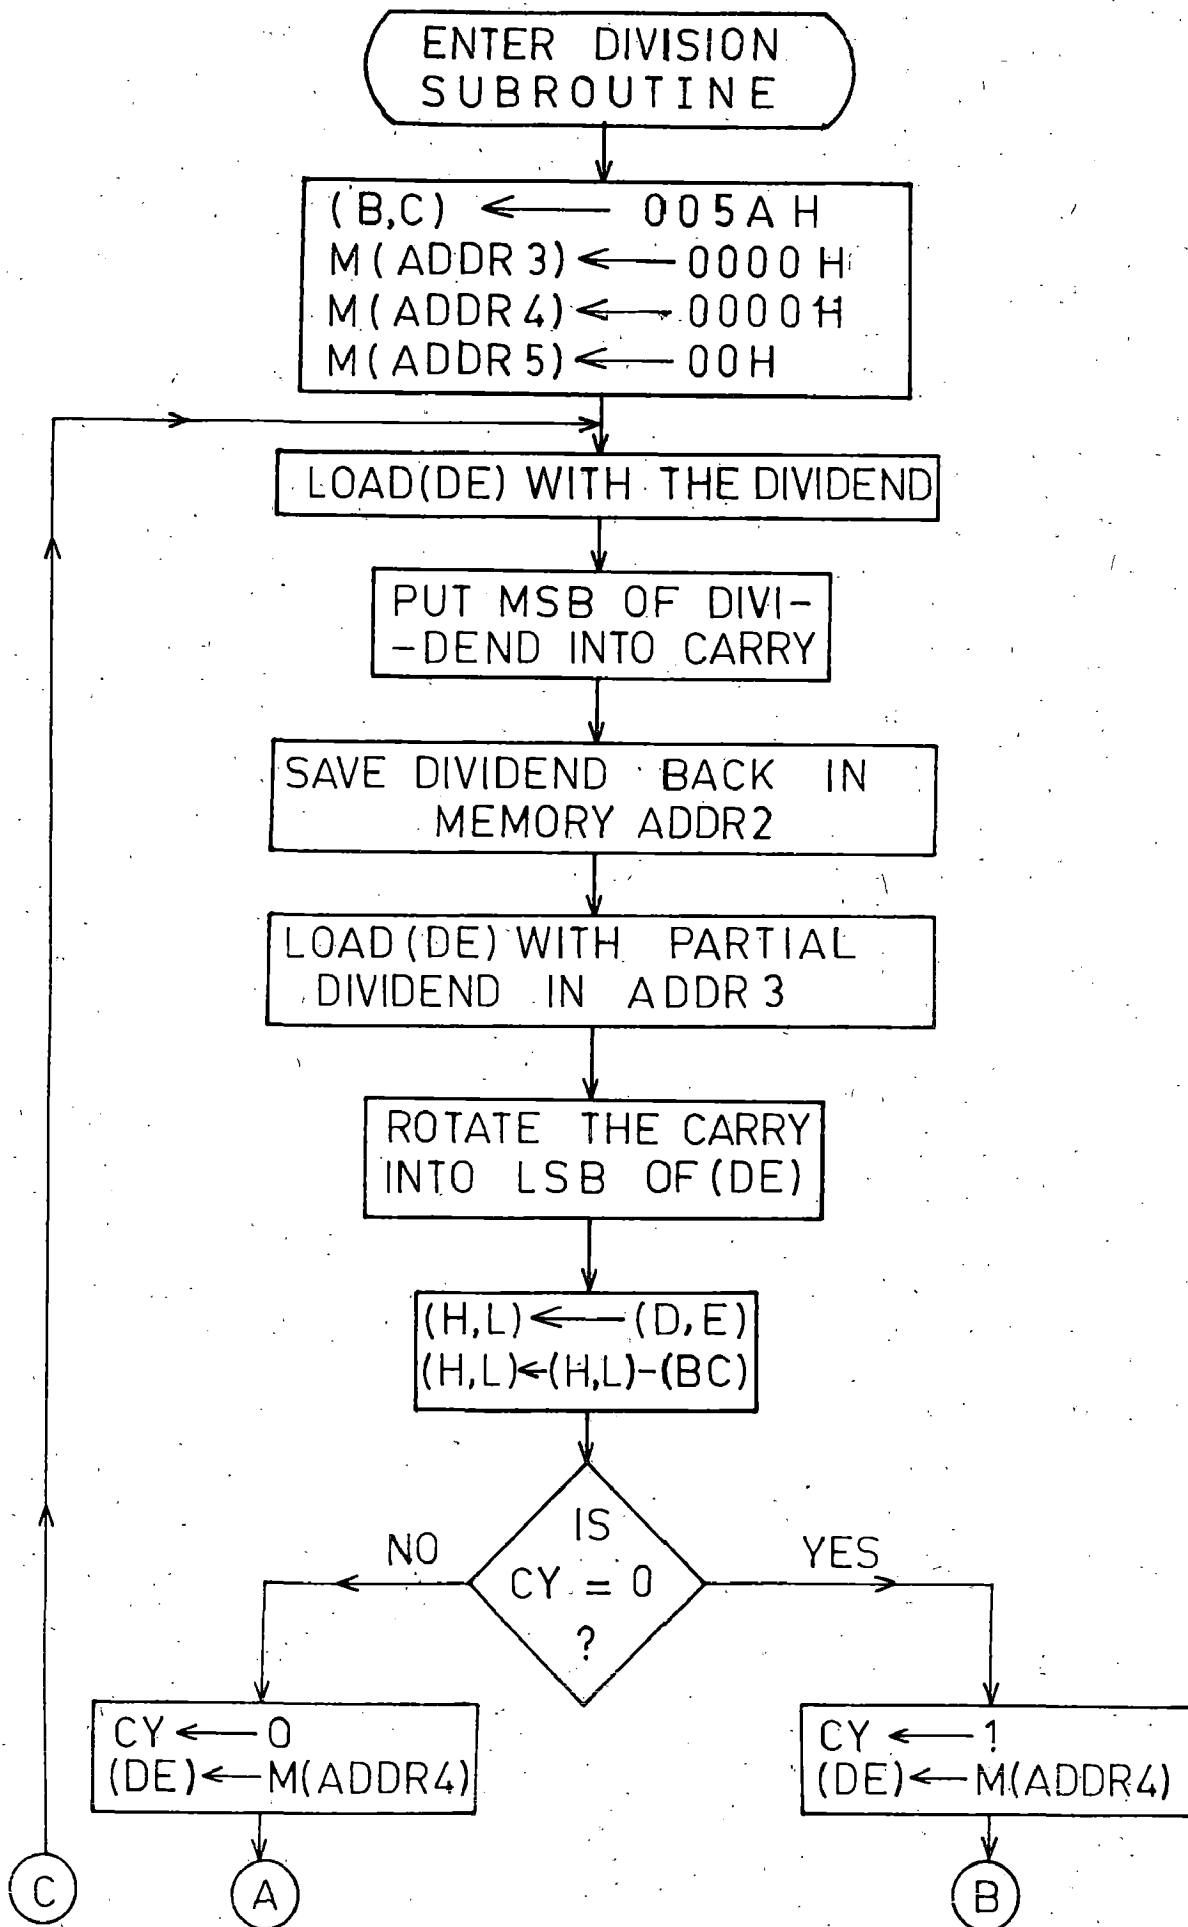 ENTER DIVISION
SUBROUTINE
(B,C) ← 005A H
M(ADDR3) ← 0000 H
M(ADDR4) ← 0000H
M(ADDR5) ← 00H
LOAD(DE) WITH THE DIVIDEND
PUT MSB OF DIVI-
-DEND INTO CARRY
SAVE DIVIDEND BACK IN
MEMORY ADDR2
LOAD(DE) WITH PARTIAL
DIVIDEND IN ADDR3
ROTATE THE CARRY
INTO LSB OF (DE)
(H,L) ← (D,E)
(H,L)←(H,L)-(BC)
IS
NO
YES
CY = 0
?
CY ← 0
(DE) ← M(ADDR4)
CY ← 1
(DE) ← M(ADDR4)
C
A
B